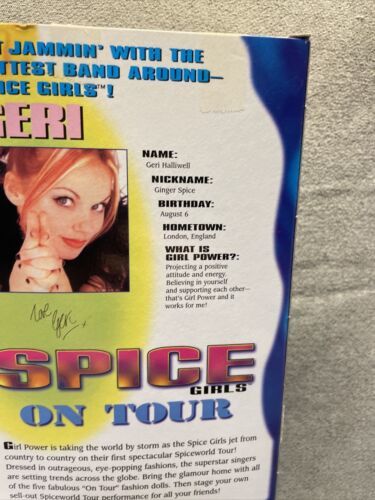 JAMMIN' WITH THE
BAND AROUND—
GIRLS™!
GERI
NAME:
Geri Halliwell
NICKNAME:
Ginger Spice
BIRTHDAY:
August 6
HOMETOWN:
London, England
WHAT IS
GIRL POWER?:
Projecting a positive
attitude and energy.
Believing in yourself
and supporting each other—
that's Girl Power and it
works for me!
love Geri x
SPICE
GIRLS
ON TOUR
Girl Power is taking the world by storm as the Spice Girls jet from
country to country on their first spectacular Spiceworld Tour!
Dressed in outrageous, eye-popping fashions, the superstar singers
are setting trends across the globe. Bring the glamour home with all
of the five fabulous "On Tour" fashion dolls. Then stage your own
sell-out Spiceworld Tour performance for all your friends!